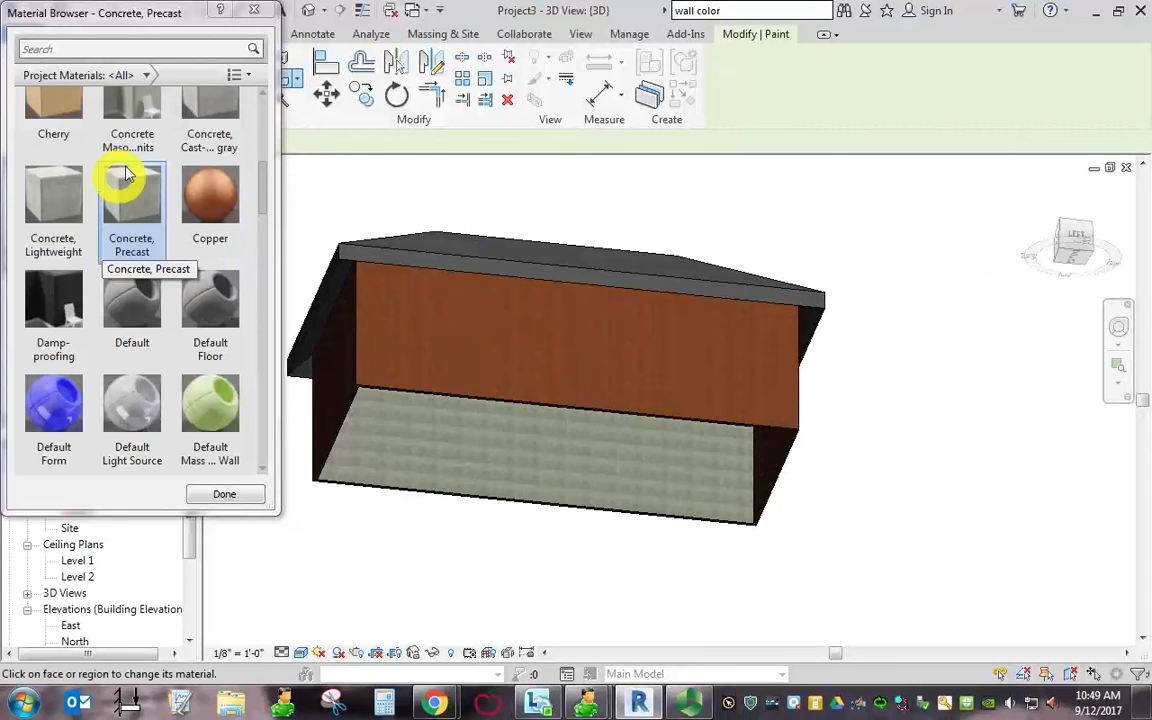 Material Browser - Concrete, Precast
Project3 - 3D View: {3D}
wall color
Sign In
Annotate
Analyze
Massing & Site
Collaborate
View
Manage
Add-Ins
Modify | Paint
Search
Project Materials: <All>
Modify
View
Measure
Create
Cherry
Concrete Maso...nits
Concrete, Cast-... gray
Concrete, Lightweight
Concrete, Precast
Copper
Concrete, Precast
Damp-proofing
Default
Default Floor
Default Form
Default Light Source
Default Mass ... Wall
Done
LEFT
Site
Ceiling Plans
Level 1
Level 2
3D Views
Elevations (Building Elevation
East
North
1/8" = 1'-0"
Click on face or region to change its material.
:0
Main Model
10:49 AM
9/12/2017